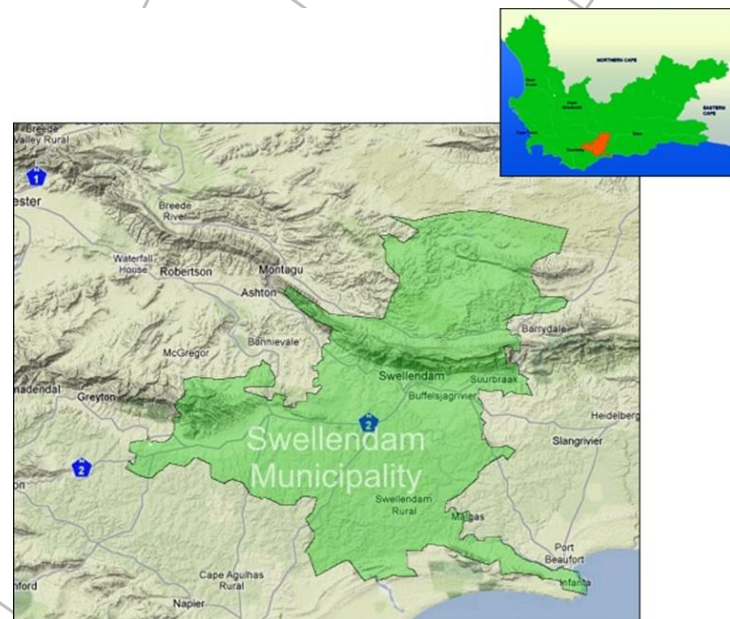 NORTHERN CAPE
EASTERN
CAPE
Breede
Valley Rural
N
1
ester
Breede
River
Waterfall
House
Robertson
Montagu
Ashton
Barrydale
Bonnievale
McGregor
Swellendam
Suurbraak
adendal
Greyton
Buffelsjagrivier
Heidelberg
2
Swellendam
Municipality
Slangrivier
N
2
on
Swellendam
Rural
Malgas
Port
Beaufort
Infanta
Cape Agulhas
Rural
nford
Napier